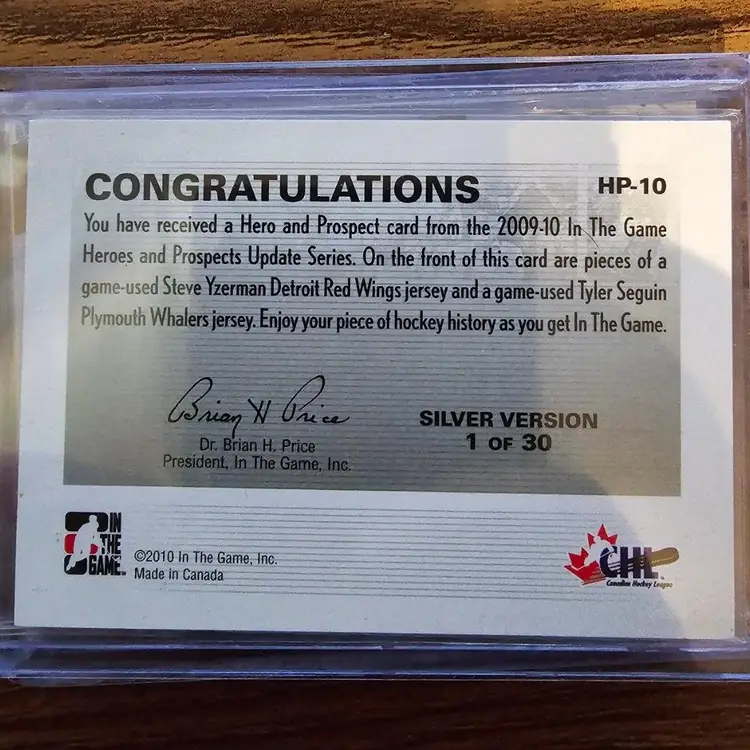 CONGRATULATIONS
HP-10
You have received a Hero and Prospect card from the 2009-10 In The Game
Heroes and Prospects Update Series. On the front of this card are pieces of a
game-used Steve Yzerman Detroit Red Wings jersey and a game-used Tyler Seguin
Plymouth Whalers jersey. Enjoy your piece of hockey history as you get In The Game.
Brian H Price
Dr. Brian H. Price
President, In The Game, Inc.
SILVER VERSION
1 OF 30
IN
THE
GAME.
©2010 In The Game, Inc.
Made in Canada
CHL
Canadian Hockey League